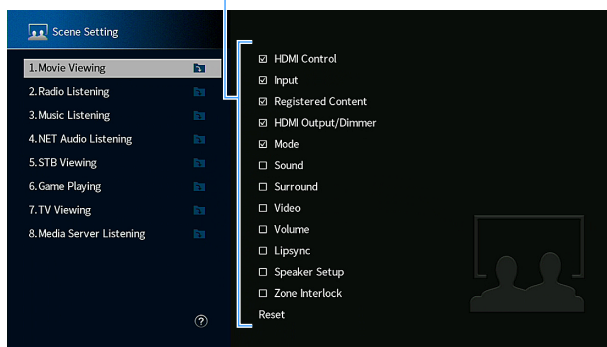 Scene Setting
1.Movie Viewing
2.Radio Listening
3.Music Listening
4.NET Audio Listening
5.STB Viewing
6.Game Playing
7.TV Viewing
8.Media Server Listening
?
HDMI Control
Input
Registered Content
HDMI Output/Dimmer
Mode
Sound
Surround
Video
Volume
Lipsync
Speaker Setup
Zone Interlock
Reset